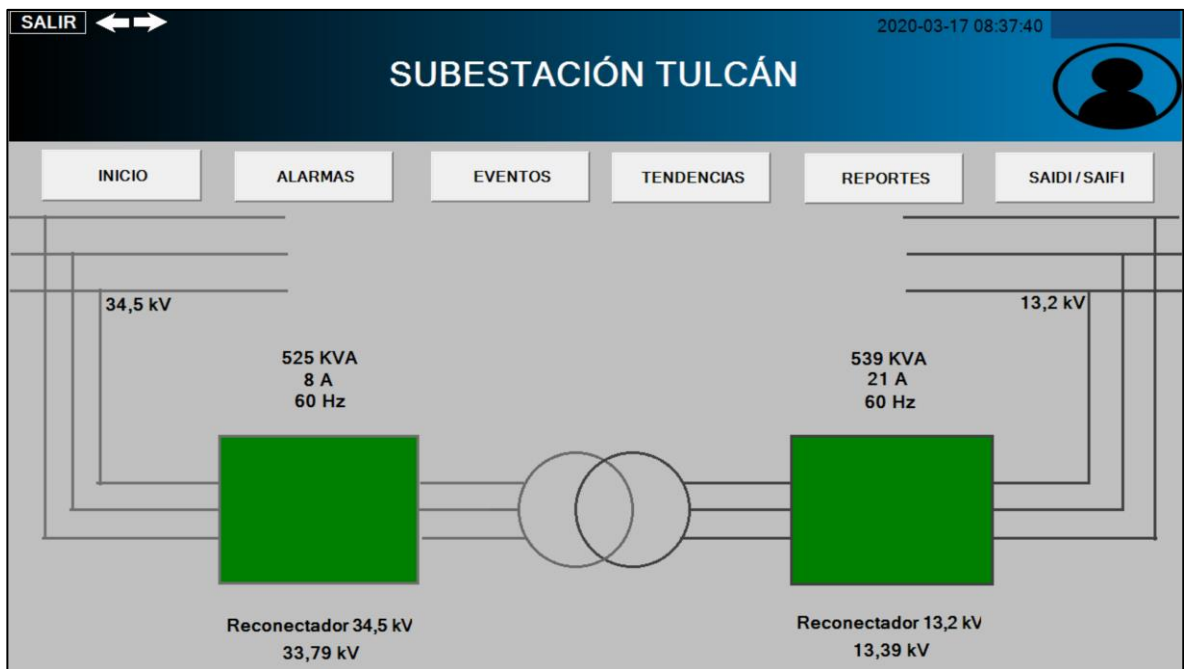 SALIR
2020-03-17 08:37:40
SUBESTACIÓN TULCÁN
INICIO
ALARMAS
EVENTOS
TENDENCIAS
REPORTES
SAIDI / SAIFI
34,5 kV
13,2 kV
525 KVA
8 A
60 Hz
539 KVA
21 A
60 Hz
Reconectador 34,5 kV
33,79 kV
Reconectador 13,2 kV
13,39 kV